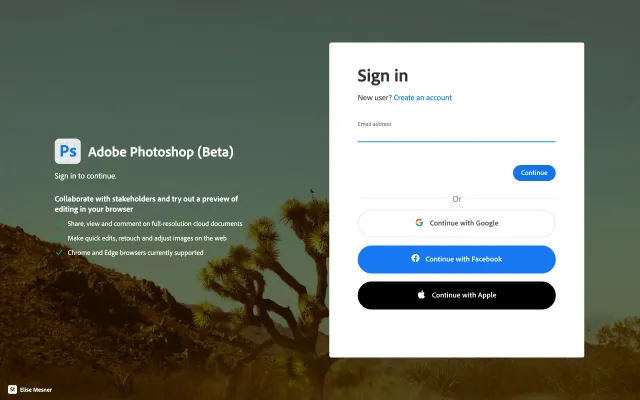 Ps Adobe Photoshop (Beta)
Sign in to continue.
Collaborate with stakeholders and try out a preview of
editing in your browser
Share, view and comment on full-resolution cloud documents
Make quick edits, retouch and adjust images on the web
Chrome and Edge browsers currently supported
St Elise Mesner
Sign in
New user? Create an account
Email address
Continue
Or
Continue with Google
Continue with Facebook
Continue with Apple